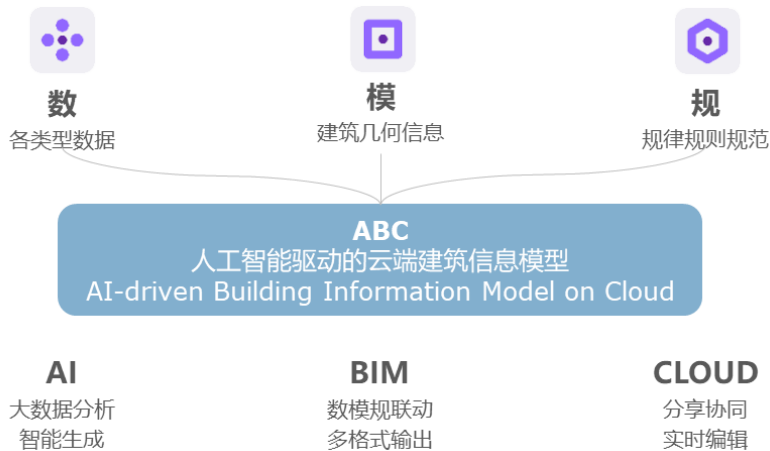 数
各类型数据
模
建筑几何信息
规
规律规则规范
ABC
人工智能驱动的云端建筑信息模型
AI-driven Building Information Model on Cloud
AI
大数据分析
智能生成
BIM
数模规联动
多格式输出
CLOUD
分享协同
实时编辑